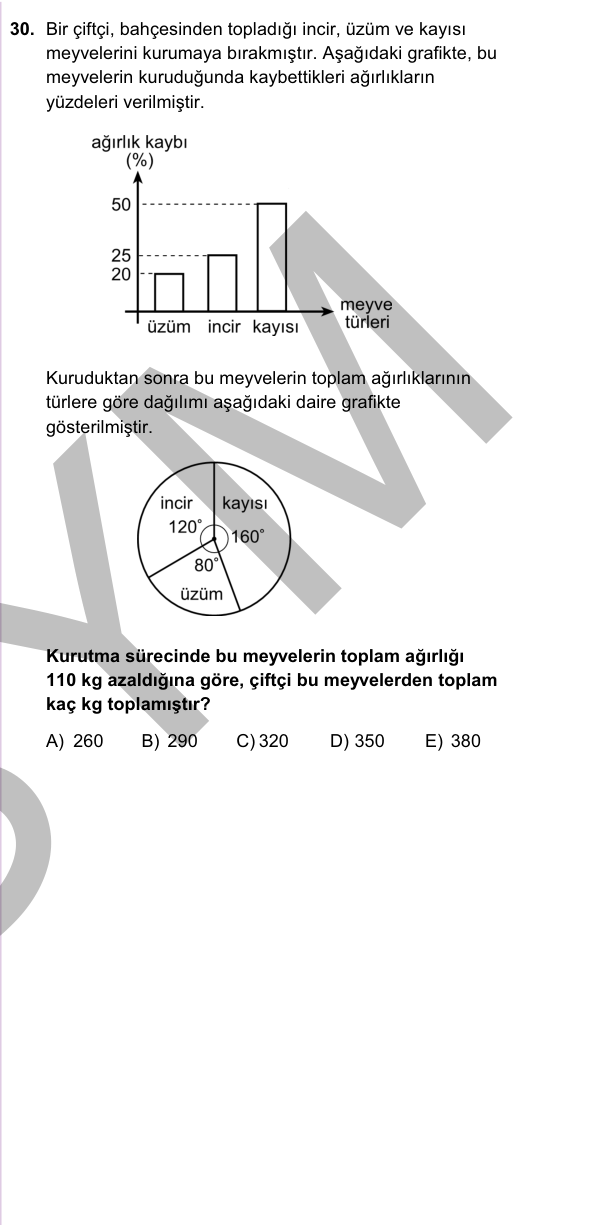 30. Bir çiftçi, bahçesinden topladığı incir, üzüm ve kayısı
meyvelerini kurumaya bırakmıştır. Aşağıdaki grafikte, bu
meyvelerin kuruduğunda kaybettikleri ağırlıkların
yüzdeleri verilmiştir.
ağırlık kaybı
(%)
50
25
20
üzüm incir kayısı
meyve
türleri
Kuruduktan sonra bu meyvelerin toplam ağırlıklarının
türlere göre dağılımı aşağıdaki daire grafikte
gösterilmiştir.
incir kayısı
120° 160°
80°
üzüm
Kurutma sürecinde bu meyvelerin toplam ağırlığı
110 kg azaldığına göre, çiftçi bu meyvelerden toplam
kaç kg toplamıştır?
A) 260 B) 290 C) 320 D) 350 E) 380
YM